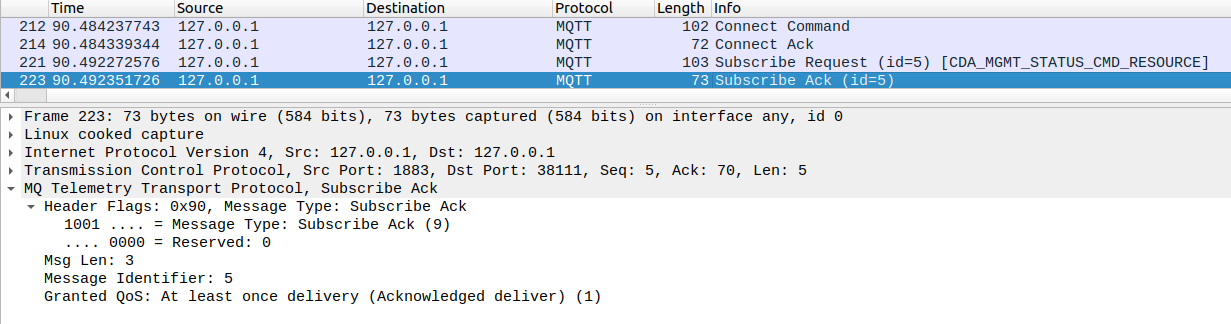 Time Source Destination Protocol Length Info
212 90.484237743 127.0.0.1 127.0.0.1 MQTT 102 Connect Command
214 90.484339344 127.0.0.1 127.0.0.1 MQTT 72 Connect Ack
221 90.492272576 127.0.0.1 127.0.0.1 MQTT 103 Subscribe Request (id=5) [CDA_MGMT_STATUS_CMD_RESOURCE]
223 90.492351726 127.0.0.1 127.0.0.1 MQTT 73 Subscribe Ack (id=5)
Frame 223: 73 bytes on wire (584 bits), 73 bytes captured (584 bits) on interface any, id 0
Linux cooked capture
Internet Protocol Version 4, Src: 127.0.0.1, Dst: 127.0.0.1
Transmission Control Protocol, Src Port: 1883, Dst Port: 38111, Seq: 5, Ack: 70, Len: 5
MQ Telemetry Transport Protocol, Subscribe Ack
Header Flags: 0x90, Message Type: Subscribe Ack
1001 .... = Message Type: Subscribe Ack (9)
.... 0000 = Reserved: 0
Msg Len: 3
Message Identifier: 5
Granted QoS: At least once delivery (Acknowledged deliver) (1)